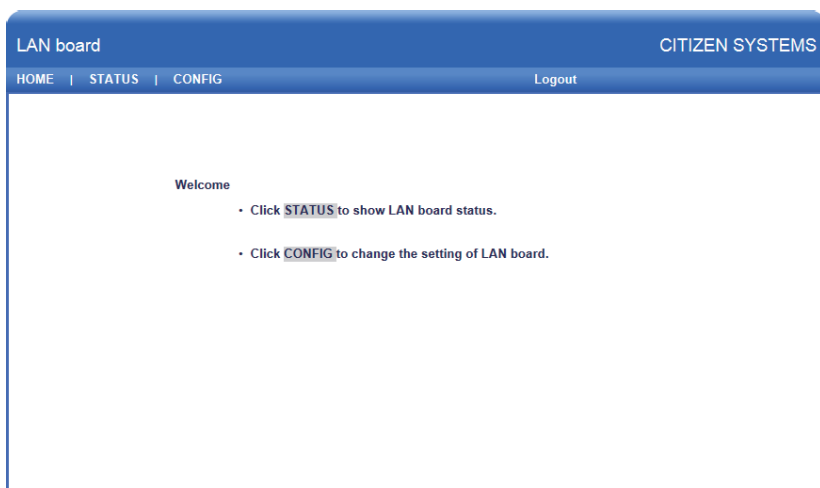 LAN board CITIZEN SYSTEMS
HOME | STATUS | CONFIG Logout
Welcome
• Click STATUS to show LAN board status.
• Click CONFIG to change the setting of LAN board.